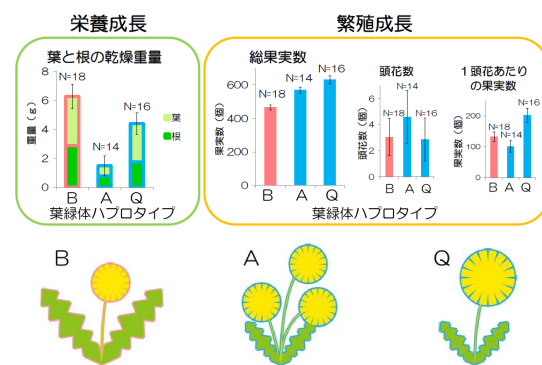 栄養成長
葉と根の乾燥重量
重量（g）
8
6
4
2
0
N=18
N=14
N=16
葉
根
B
A
Q
葉緑体ハプロタイプ
繁殖成長
総果実数
果実数（個）
600
400
200
0
N=18
N=14
N=16
B
A
Q
頭花数
頭花数（個）
6
4
2
0
N=18
N=14
N=16
B
A
Q
１頭花あたり
の果実数
果実数（個）
200
100
0
N=18
N=14
N=16
B
A
Q
葉緑体ハプロタイプ
B
A
Q